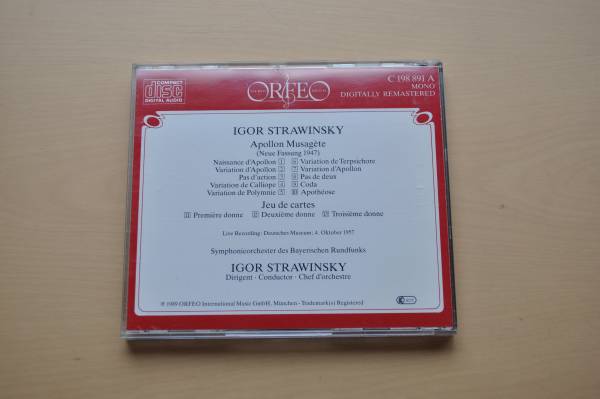 COMPACT
disc
DIGITAL AUDIO
ORFEO
C 198 891 A
MONO
DIGITALLY REMASTERED
IGOR STRAWINSKY
Apollon Musagète
(Neue Fassung 1947)
Naissance d'Apollon 1 6 Variation de Terpsichore
Variation d'Apollon 2 7 Variation d'Apollon
Pas d'action 3 8 Pas de deux
Variation de Calliope 4 9 Coda
Variation de Polymnie 5 10 Apothéose
Jeu de cartes
11 Première donne 12 Deuxième donne 13 Troisième donne
Live Recording: Deutsches Museum; 4. Oktober 1957
Symphonieorchester des Bayerischen Rundfunks
IGOR STRAWINSKY
Dirigent · Conductor · Chef d'orchestre
℗ 1989 ORFEO International Music GmbH, München · Trademark(s) Registered